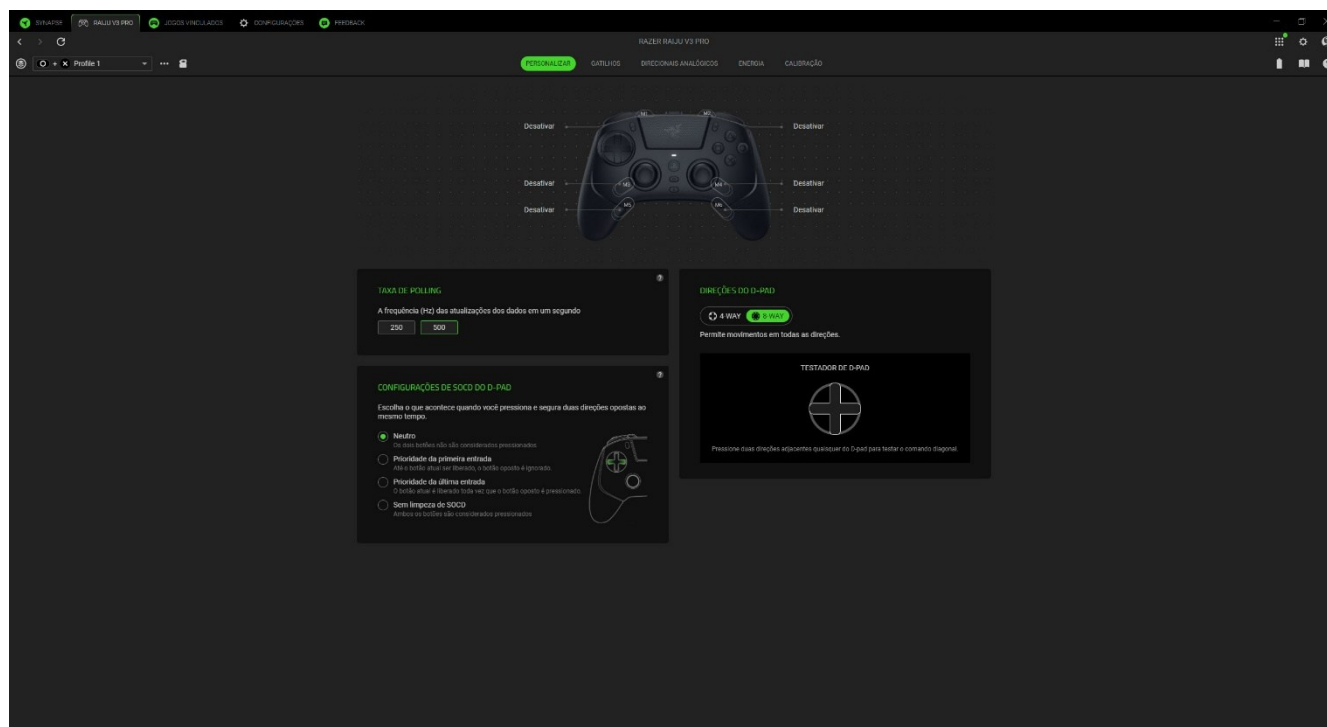 SYNAPSE RAIJU V3 PRO JOGOS VINCULADOS CONFIGURAÇÕES FEEDBACK
RAZER RAIJU V3 PRO
+ Profile 1
PERSONALIZAR GATILHOS DIRECIONAIS ANALÓGICOS ENERGIA CALIBRAÇÃO
M1 M2
Desativar Desativar
Desativar M3 M4 Desativar
Desativar M5 M6 Desativar
TAXA DE POLLING
A frequência (Hz) das atualizações dos dados em um segundo
250 500
CONFIGURAÇÕES DE SOCD DO D-PAD
Escolha o que acontece quando você pressiona e segura duas direções opostas ao
mesmo tempo.
Neutro
Os dois botões não são considerados pressionados
Prioridade da primeira entrada
Até o botão atual ser liberado, o botão oposto é ignorado.
Prioridade da última entrada
O botão atual é liberado toda vez que o botão oposto é pressionado.
Sem limpeza de SOCD
Ambos os botões são considerados pressionados
DIREÇÕES DO D-PAD
4-WAY 8-WAY
Permite movimentos em todas as direções.
TESTADOR DE D-PAD
Pressione duas direções adjacentes quaisquer do D-pad para testar o comando diagonal.